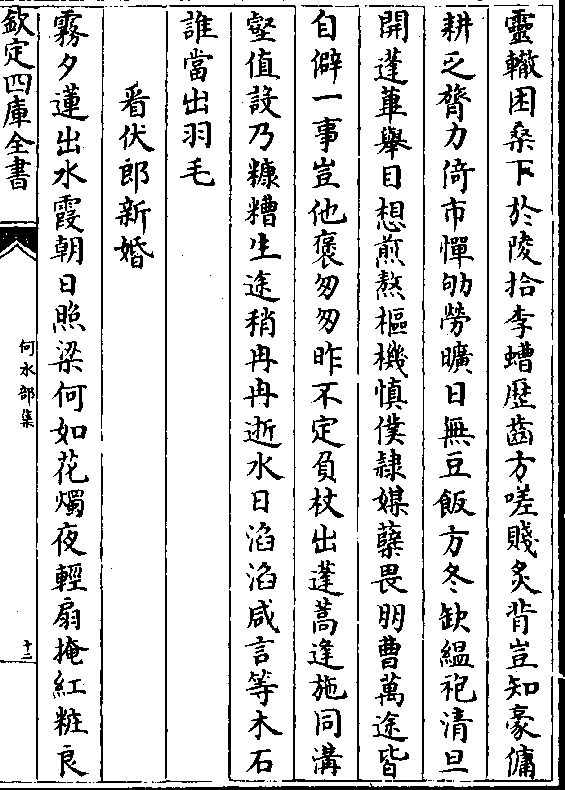 靈轍困桑下於陵拾李螬歴齒方嗟賤炙背豈知豪傭
耕乏膂力倚市憚劬勞曠日無豆飯方冬缺緼袍清旦
開蓬蓽舉目想煎熬樞機慎僕𨽻媒糵畏朋曹萬途皆
自僻一事豈他褒匆匆昨不定負杖出蓬蒿逢施同溝
壑值設乃糠糟生途稍冉冉逝水日滔滔咸言等木石
誰當出羽毛
看伏郎新婚
霧夕蓮出水霞朝日照梁何如花燭夜輕扇掩紅粧良
欽定四庫全書
何水部集
十二